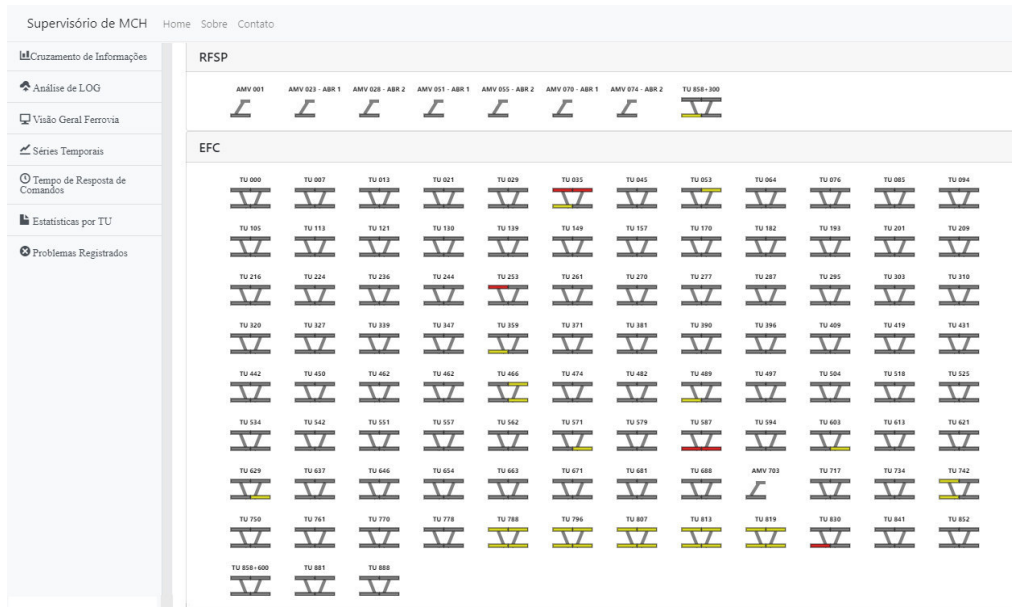 Supervisório de MCH Home Sobre Contato
Cruzamento de Informações
Análise de LOG
Visão Geral Ferrovia
Séries Temporais
Tempo de Resposta de
Comandos
Estatísticas por TU
Problemas Registrados
RFSP
AMV 001 AMV 023 - ABR 1 AMV 028 - ABR 2 AMV 051 - ABR 1 AMV 055 - ABR 2 AMV 070 - ABR 1 AMV 074 - ABR 2 TU 858+300
EFC
TU 000 TU 007 TU 013 TU 021 TU 029 TU 035 TU 045 TU 053 TU 064 TU 076 TU 085 TU 094
TU 105 TU 113 TU 121 TU 130 TU 139 TU 149 TU 157 TU 170 TU 182 TU 193 TU 201 TU 209
TU 216 TU 224 TU 236 TU 244 TU 253 TU 261 TU 270 TU 277 TU 287 TU 295 TU 303 TU 310
TU 320 TU 327 TU 339 TU 347 TU 359 TU 371 TU 381 TU 390 TU 396 TU 409 TU 419 TU 431
TU 442 TU 450 TU 462 TU 462 TU 466 TU 474 TU 482 TU 489 TU 497 TU 504 TU 518 TU 525
TU 534 TU 542 TU 551 TU 557 TU 562 TU 571 TU 579 TU 587 TU 594 TU 603 TU 613 TU 621
TU 629 TU 637 TU 646 TU 654 TU 663 TU 671 TU 681 TU 688 AMV 703 TU 717 TU 734 TU 742
TU 750 TU 761 TU 770 TU 778 TU 788 TU 796 TU 807 TU 813 TU 819 TU 830 TU 841 TU 852
TU 858+600 TU 881 TU 888